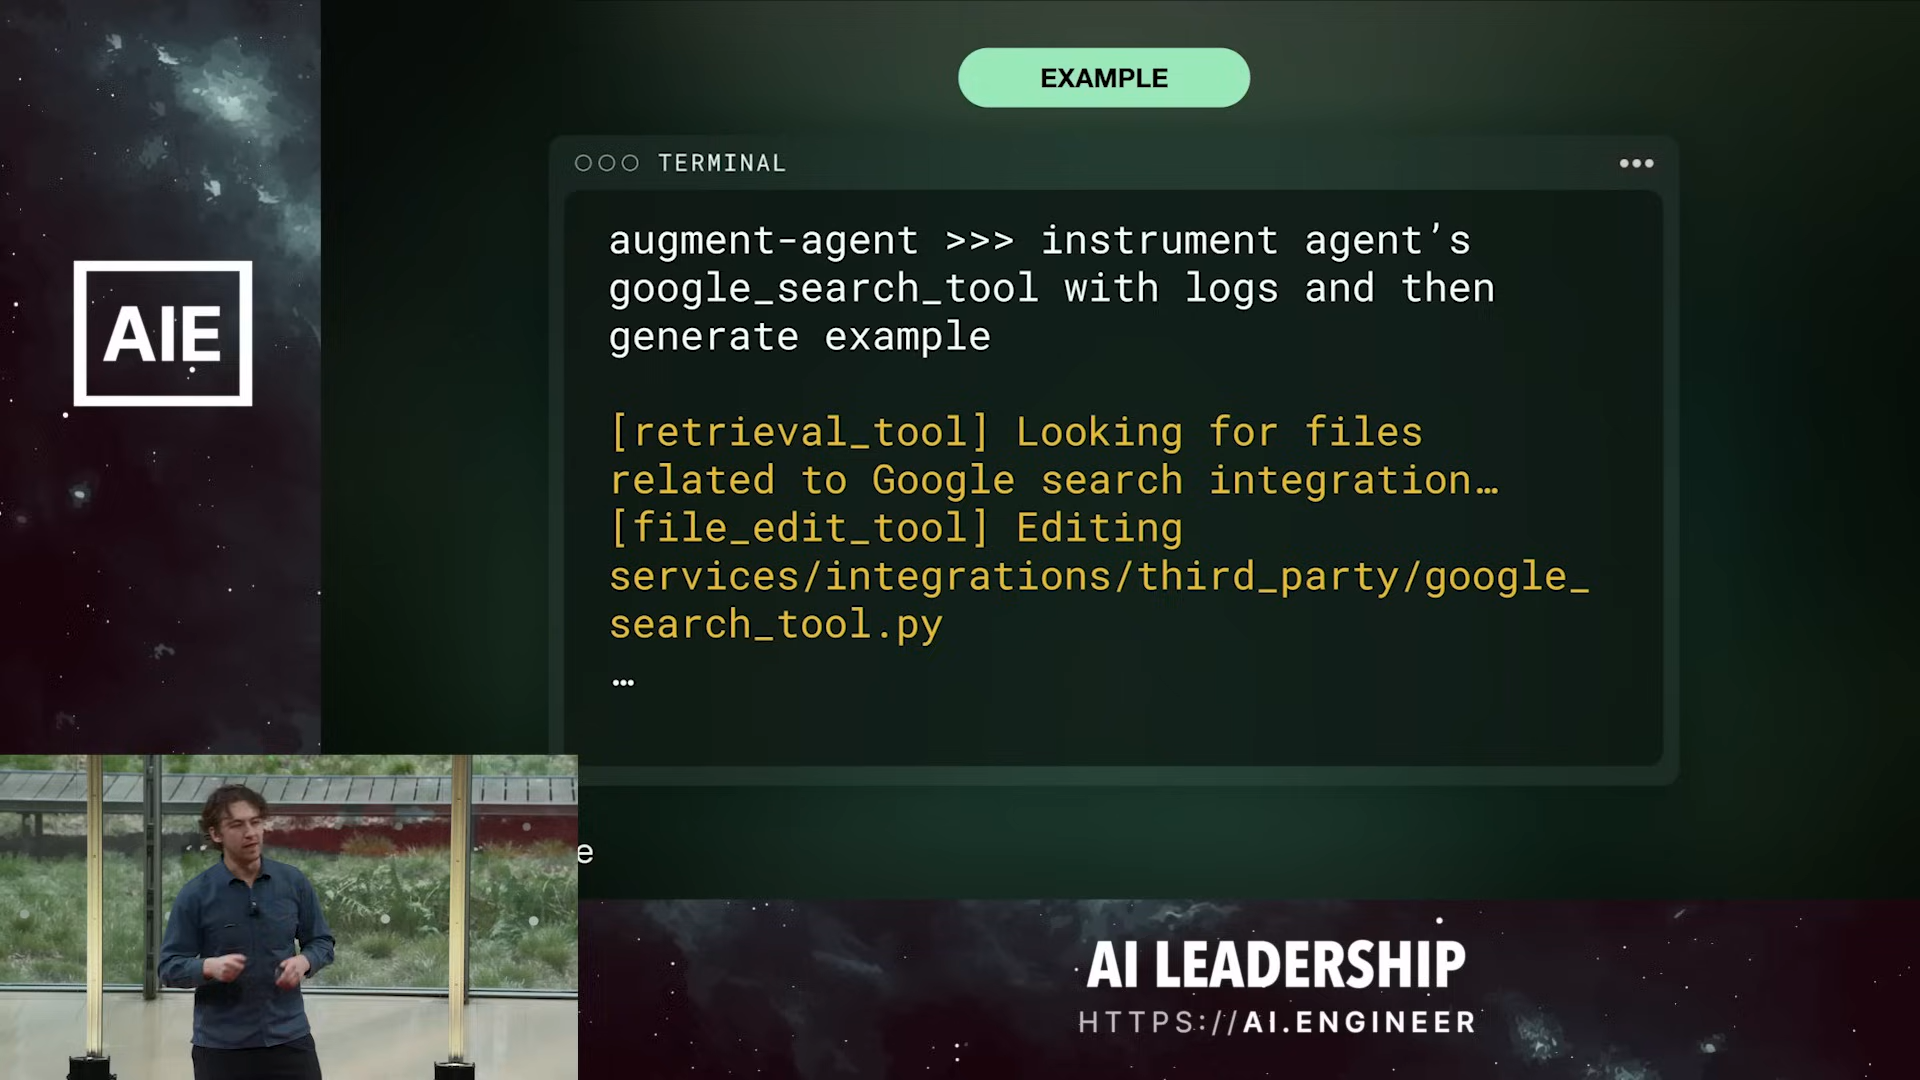 EXAMPLE
TERMINAL
augment-agent >>> instrument agent’s
google_search_tool with logs and then
generate example
[retrieval_tool] Looking for files
related to Google search integration…
[file_edit_tool] Editing
services/integrations/third_party/google_
search_tool.py
…
AIE
e
AI LEADERSHIP
HTTPS://AI.ENGINEER